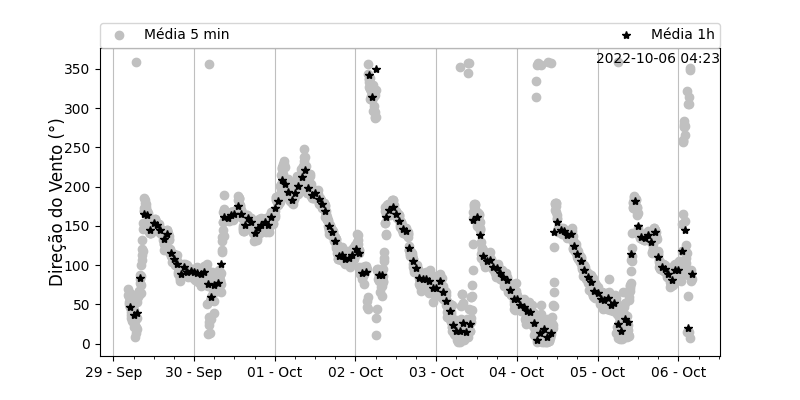 Média 5 min
Média 1h
2022-10-06 04:23
Direção do Vento (°)
350
300
250
200
150
100
50
0
29 - Sep
30 - Sep
01 - Oct
02 - Oct
03 - Oct
04 - Oct
05 - Oct
06 - Oct